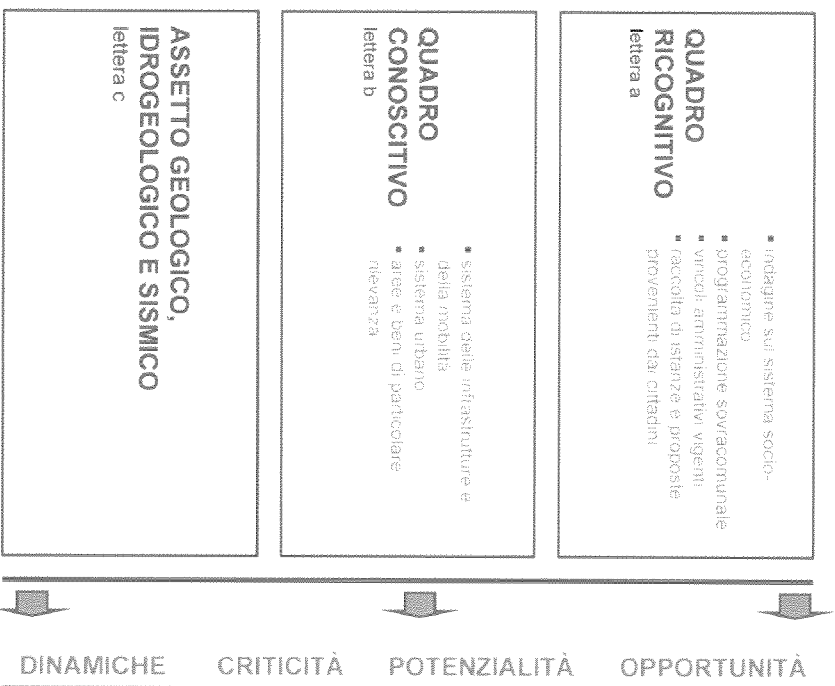 QUADRO
RICOGNITIVO
lettera a
▪ indagine sul sistema socio-
economico
▪ programmazione sovracomunale
▪ vincoli amministrativi vigenti
▪ raccolta di istanze e proposte
provenienti dai cittadini
QUADRO
CONOSCITIVO
lettera b
▪ sistema delle infrastrutture e
della mobilità
▪ sistema urbano
▪ aree e beni di particolare
rilevanza
ASSETTO GEOLOGICO,
IDROGEOLOGICO E SISMICO
lettera c
DINAMICHE CRITICITÀ POTENZIALITÀ OPPORTUNITÀ